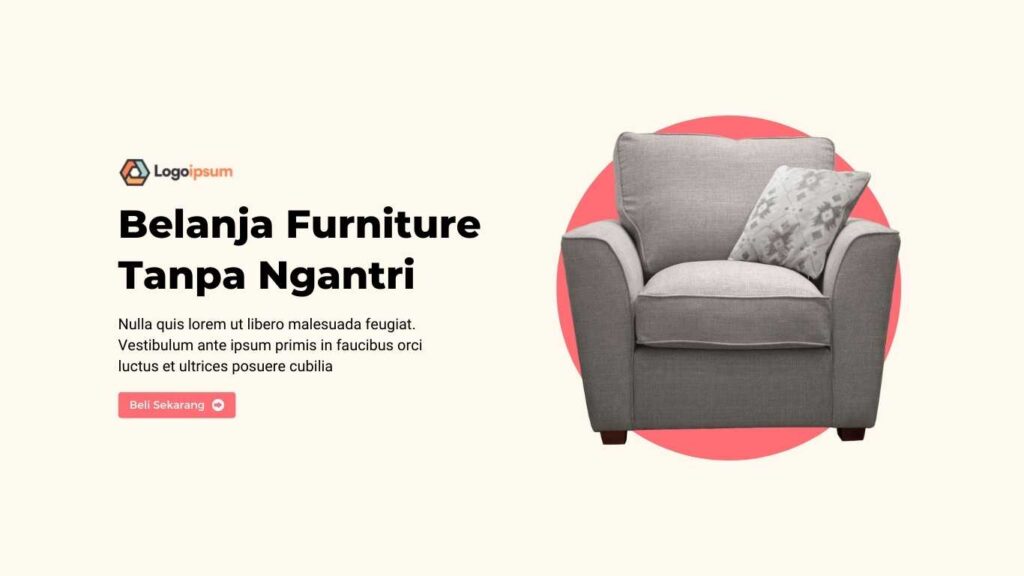 Logoipsum
Belanja Furniture
Tanpa Ngantri
Nulla quis lorem ut libero malesuada feugiat.
Vestibulum ante ipsum primis in faucibus orci
luctus et ultrices posuere cubilia
Beli Sekarang